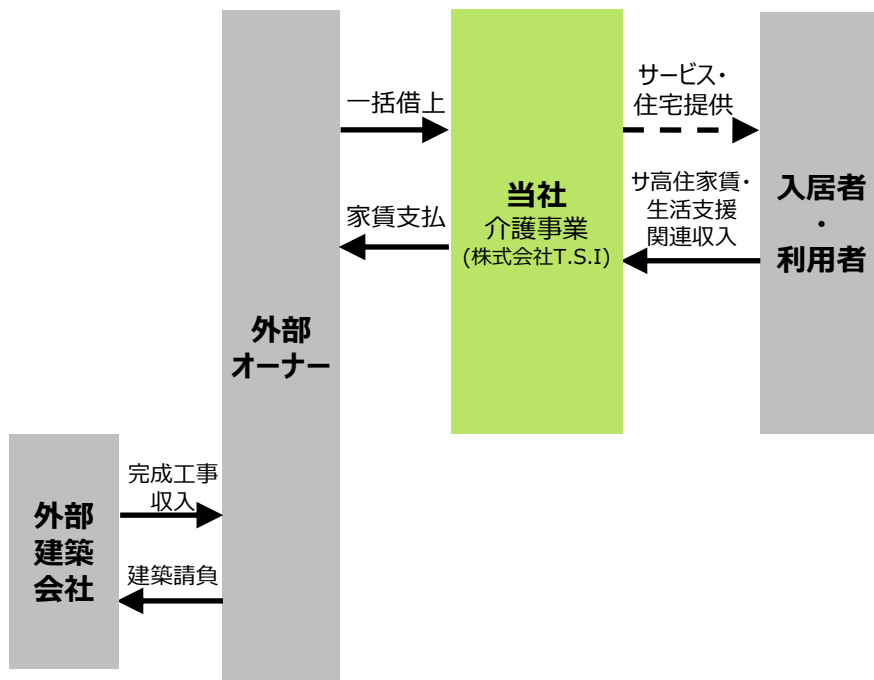 一括借上
家賃支払
サービス・
住宅提供
サ高住家賃・
生活支援
関連収入
当社
介護事業
(株式会社T.S.I)
入居者
・
利用者
外部
オーナー
完成工事
収入
建築請負
外部
建築
会社